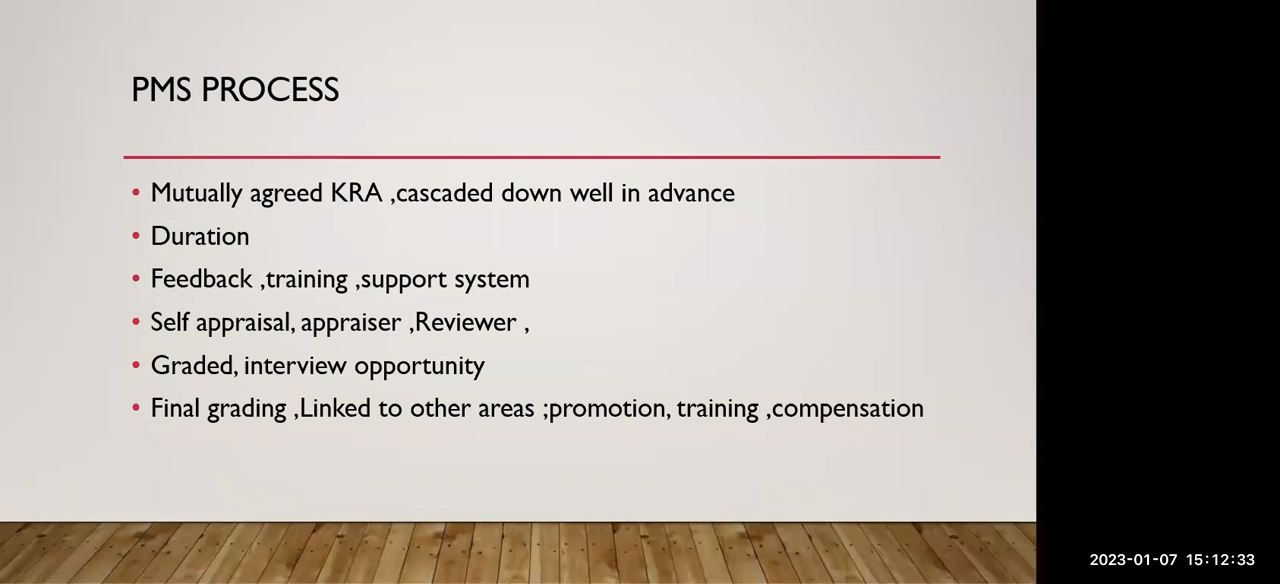 PMS PROCESS
• Mutually agreed KRA ,cascaded down well in advance
• Duration
• Feedback ,training ,support system
• Self appraisal, appraiser ,Reviewer ,
• Graded, interview opportunity
• Final grading ,Linked to other areas ;promotion, training ,compensation
2023-01-07 15:12:33